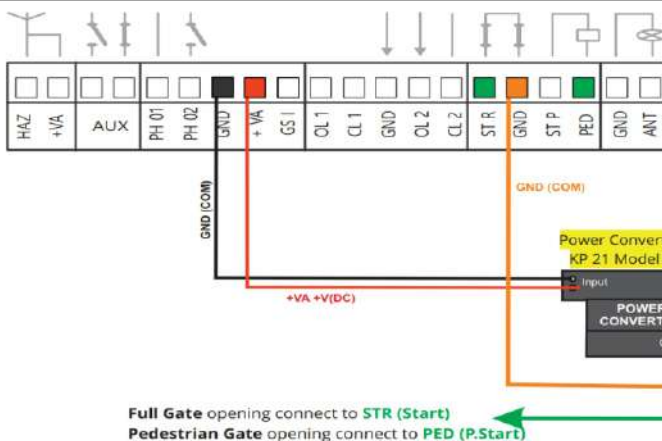 HAZ +VA AUX PH 01 PH 02 GND + VA GS I OL 1 CL 1 GND OL 2 CL 2 ST R GND ST P PED GND ANT
GND (COM)
GND (COM)
Power Convert
KP 21 Model
Input
+VA +V(DC)
POWER
CONVERT
Full Gate opening connect to STR (Start)
Pedestrian Gate opening connect to PED (P.Start)